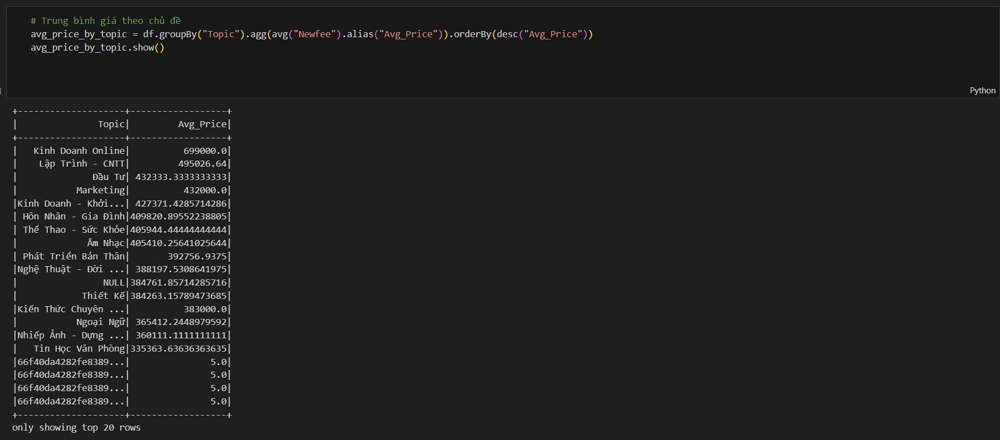 # Trung bình giá theo chủ đề
avg_price_by_topic = df.groupBy("Topic").agg(avg("Newfee").alias("Avg_Price")).orderBy(desc("Avg_Price"))
avg_price_by_topic.show()
Python
+--------------------+------------------+
|               Topic|         Avg_Price|
+--------------------+------------------+
|   Kinh Doanh Online|          699000.0|
|    Lập Trình - CNTT|         495026.64|
|              Đầu Tư| 432333.3333333333|
|           Marketing|          432000.0|
|Kinh Doanh - Khởi...| 427371.4285714286|
| Hôn Nhân - Gia Đình|409820.89552238805|
| Thể Thao - Sức Khỏe|405944.44444444444|
|             Âm Nhạc|405410.25641025644|
| Phát Triển Bản Thân|       392756.9375|
|Nghệ Thuật - Đời ...| 388197.5308641975|
|                NULL|384761.85714285716|
|            Thiết Kế|384263.15789473685|
|Kiến Thức Chuyên ...|          383000.0|
|           Ngoại Ngữ| 365412.2448979592|
|Nhiếp Ảnh - Dựng ...| 360111.1111111111|
|   Tin Học Văn Phòng|335363.63636363635|
|66f40da4282fe8389...|               5.0|
|66f40da4282fe8389...|               5.0|
|66f40da4282fe8389...|               5.0|
|66f40da4282fe8389...|               5.0|
+--------------------+------------------+
only showing top 20 rows